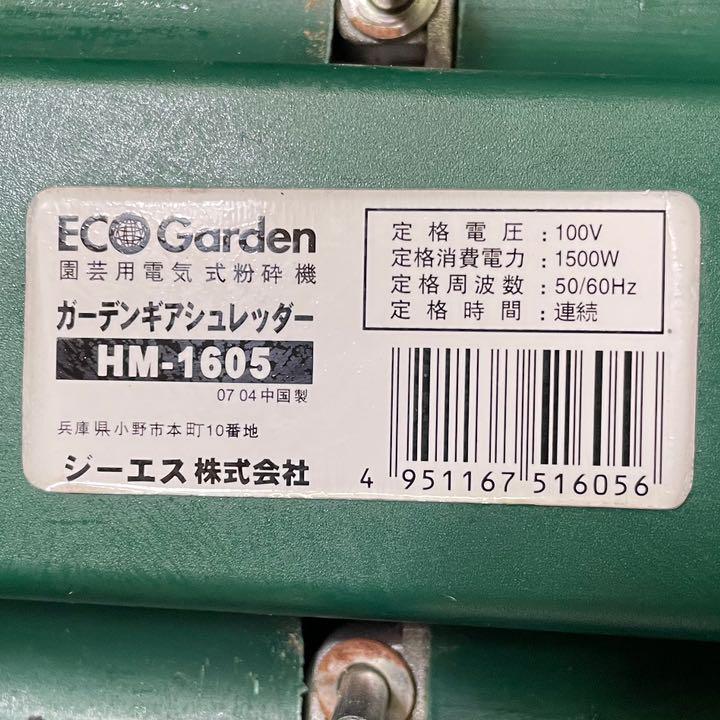 ECO Garden
園芸用電気式粉砕機
ガーデンギアシュレッダー
HM-1605
07 04 中国製
兵庫県小野市本町10番地
ジーエス株式会社
定格電圧:100V
定格消費電力:1500W
定格周波数:50/60Hz
定格時間:連続
4 951167 516056